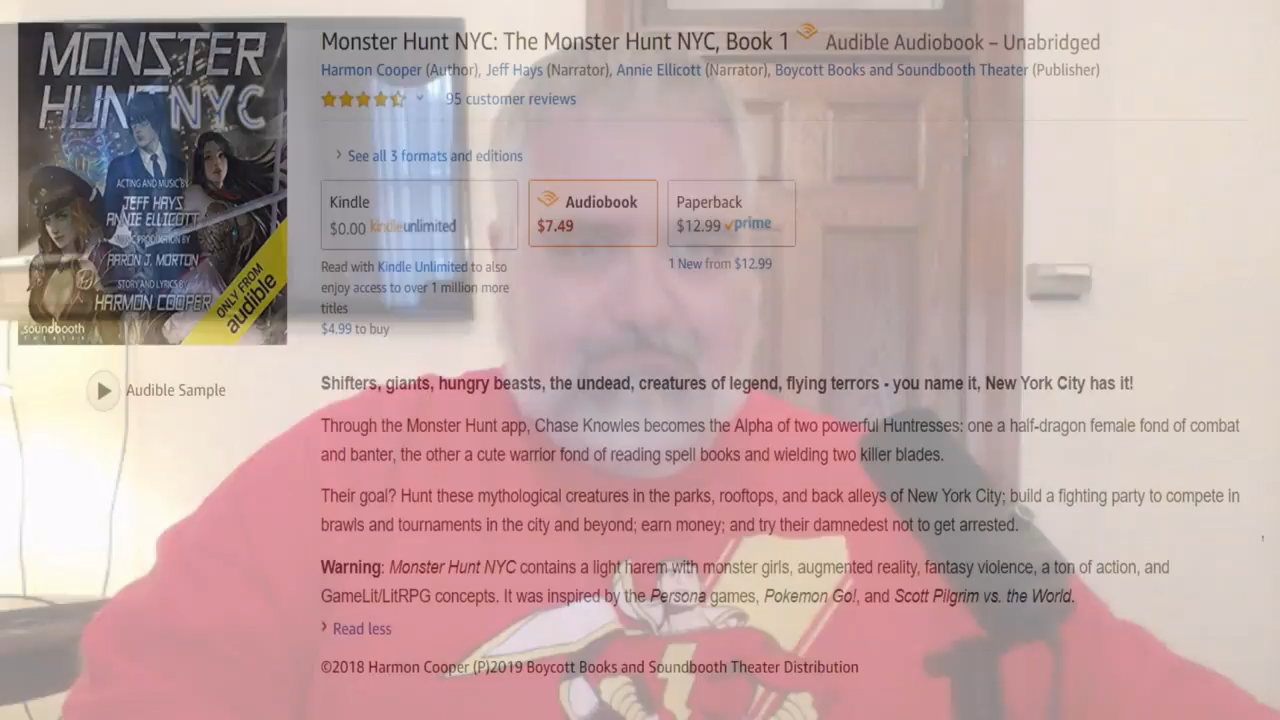 MONSTER
HUNT NYC
ACTING AND MUSIC BY
JEFF HAYS
ANNIE ELLICOTT
MUSIC PRODUCTION BY
AARON J. MORTON
STORY AND LYRICS BY
HARMON COOPER
ONLY FROM
audible
soundbooth
THEATER
Monster Hunt NYC: The Monster Hunt NYC, Book 1 Audible Audiobook – Unabridged
Harmon Cooper (Author), Jeff Hays (Narrator), Annie Ellicott (Narrator), Boycott Books and Soundbooth Theater (Publisher)
95 customer reviews
See all 3 formats and editions
Kindle
$0.00 kindleunlimited
Audiobook
$7.49
Paperback
$12.99 prime
Read with Kindle Unlimited to also
enjoy access to over 1 million more
titles
$4.99 to buy
1 New from $12.99
Audible Sample
Shifters, giants, hungry beasts, the undead, creatures of legend, flying terrors - you name it, New York City has it!
Through the Monster Hunt app, Chase Knowles becomes the Alpha of two powerful Huntresses: one a half-dragon female fond of combat
and banter, the other a cute warrior fond of reading spell books and wielding two killer blades.
Their goal? Hunt these mythological creatures in the parks, rooftops, and back alleys of New York City; build a fighting party to compete in
brawls and tournaments in the city and beyond; earn money; and try their damnedest not to get arrested.
Warning: Monster Hunt NYC contains a light harem with monster girls, augmented reality, fantasy violence, a ton of action, and
GameLit/LitRPG concepts. It was inspired by the Persona games, Pokemon Go!, and Scott Pilgrim vs. the World.
Read less
©2018 Harmon Cooper (P)2019 Boycott Books and Soundbooth Theater Distribution